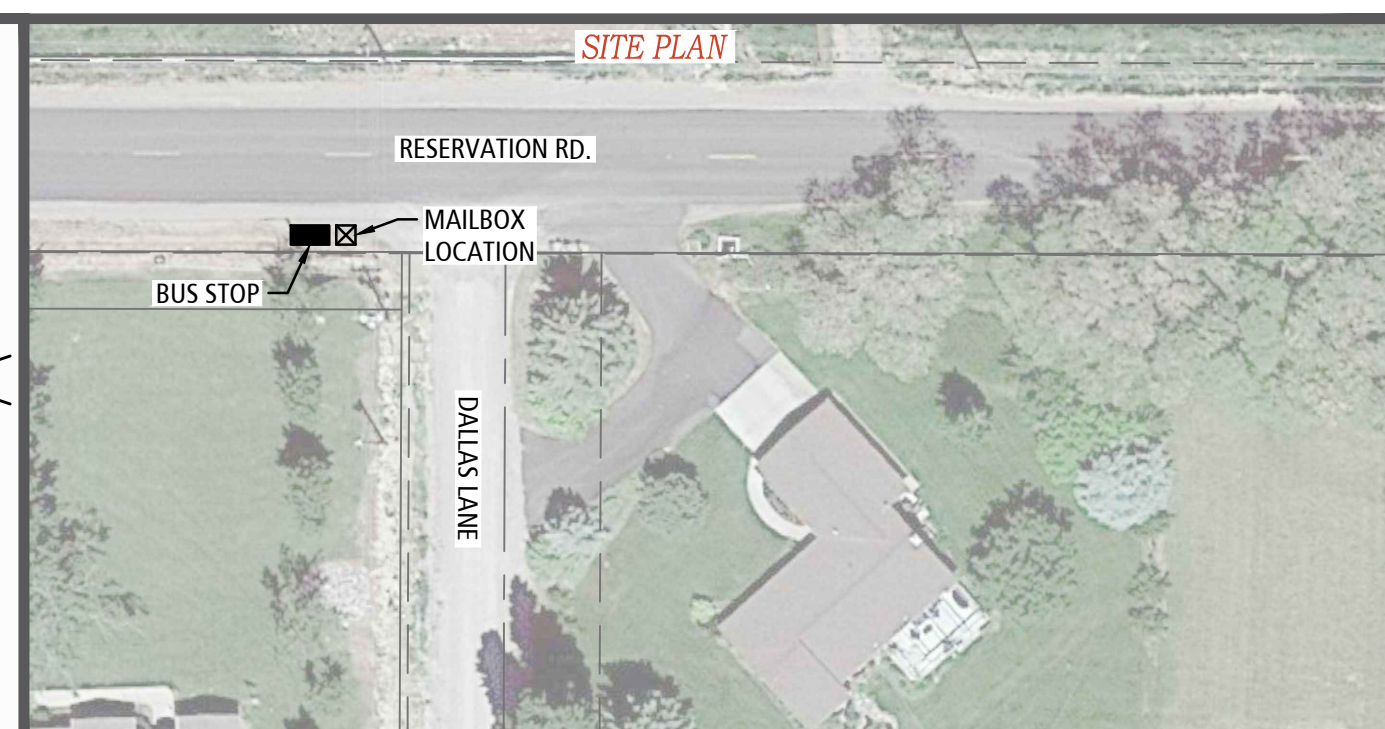 SITE PLAN
RESERVATION RD.
MAILBOX
LOCATION
BUS STOP
DALLAS LANE